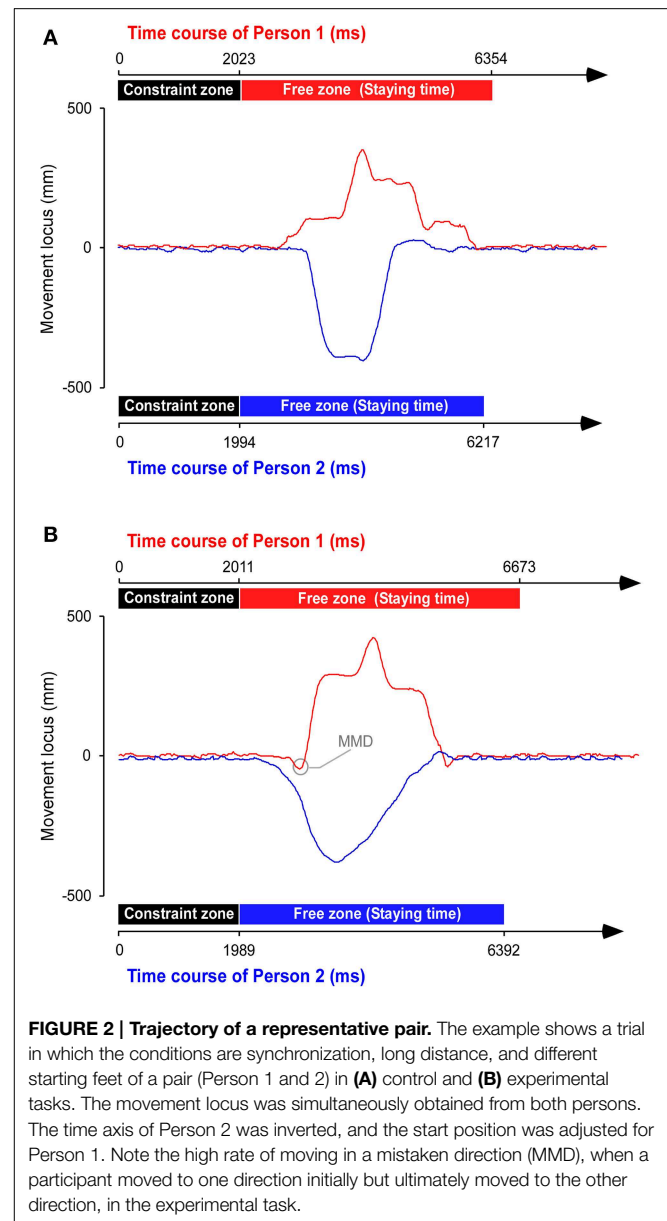 A
Time course of Person 1 (ms)
0 2023 6354
Constraint zone Free zone (Staying time)
500
0
-500
Movement locus (mm)
Constraint zone Free zone (Staying time)
0 1994 6217
Time course of Person 2 (ms)
B
Time course of Person 1 (ms)
0 2011 6673
Constraint zone Free zone (Staying time)
500
MMD
0
-500
Movement locus (mm)
Constraint zone Free zone (Staying time)
0 1989 6392
Time course of Person 2 (ms)
FIGURE 2 | Trajectory of a representative pair. The example shows a trial
in which the conditions are synchronization, long distance, and different
starting feet of a pair (Person 1 and 2) in (A) control and (B) experimental
tasks. The movement locus was simultaneously obtained from both persons.
The time axis of Person 2 was inverted, and the start position was adjusted for
Person 1. Note the high rate of moving in a mistaken direction (MMD), when a
participant moved to one direction initially but ultimately moved to the other
direction, in the experimental task.